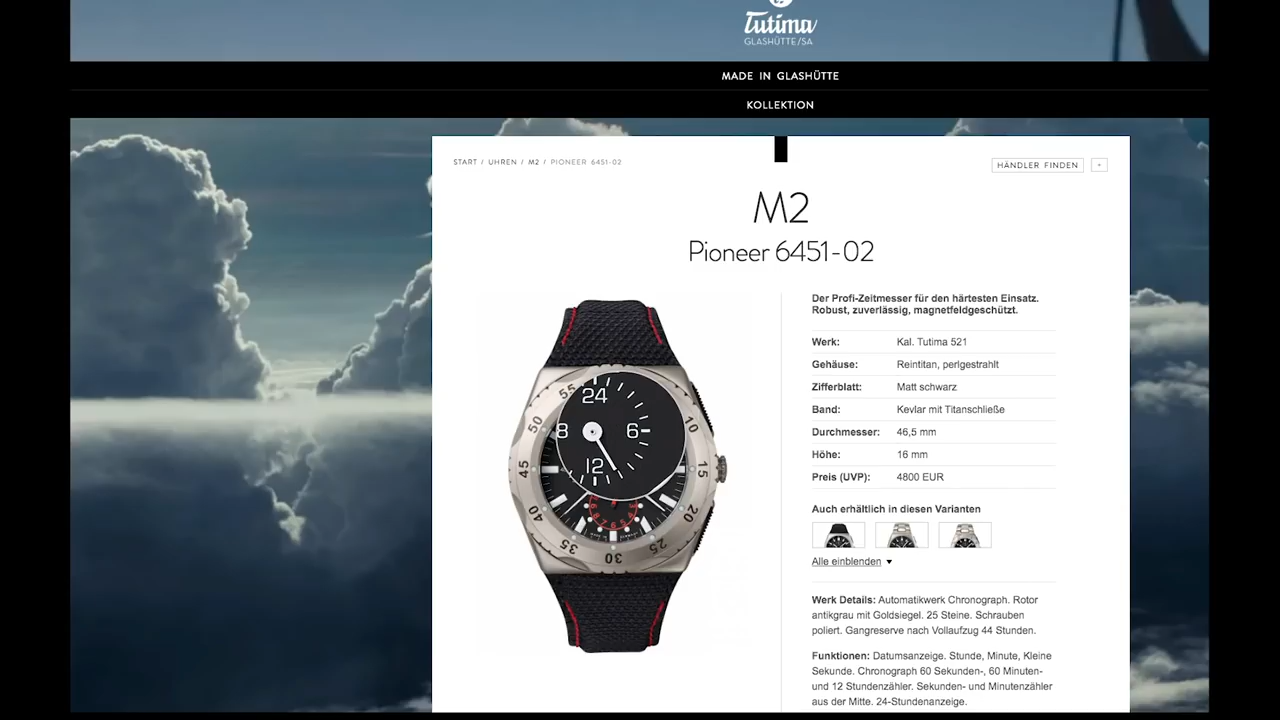 Tutima
GLASHÜTTE/SA
MADE IN GLASHÜTTE
KOLLEKTION
START / UHREN / M2 / PIONEER 6451-02
HÄNDLER FINDEN
M2
Pioneer 6451-02
Der Profi-Zeitmesser für den härtesten Einsatz.
Robust, zuverlässig, magnetfeldgeschützt.
Werk: Kal. Tutima 521
Gehäuse: Reintitan, perlgestrahlt
Zifferblatt: Matt schwarz
Band: Kevlar mit Titanschließe
Durchmesser: 46,5 mm
Höhe: 16 mm
Preis (UVP): 4800 EUR
55
24
50
10
8
6
45
12
15
40
20
35
30
25
Auch erhältlich in diesen Varianten
Alle einblenden
Werk Details: Automatikwerk Chronograph. Rotor
antikgrau mit Goldsiegel. 25 Steine. Schrauben
poliert. Gangreserve nach Vollaufzug 44 Stunden.
Funktionen: Datumsanzeige. Stunde, Minute, Kleine
Sekunde. Chronograph 60 Sekunden-, 60 Minuten-
und 12 Stundenzähler. Sekunden- und Minutenzähler
aus der Mitte. 24-Stundenanzeige.